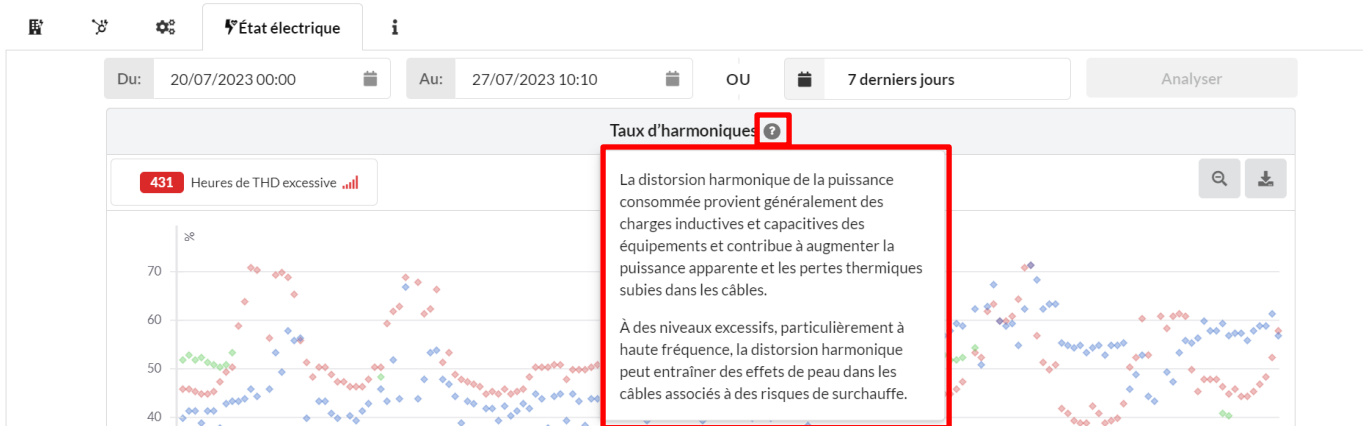 État électrique
Du: 20/07/2023 00:00 Au: 27/07/2023 10:10 OU 7 derniers jours Analyser
Taux d'harmoniques ?
431 Heures de THD excessive
La distorsion harmonique de la puissance
consommée provient généralement des
charges inductives et capacitives des
équipements et contribue à augmenter la
puissance apparente et les pertes thermiques
subies dans les câbles.
À des niveaux excessifs, particulièrement à
haute fréquence, la distorsion harmonique
peut entraîner des effets de peau dans les
câbles associés à des risques de surchauffe.
%
70
60
50
40